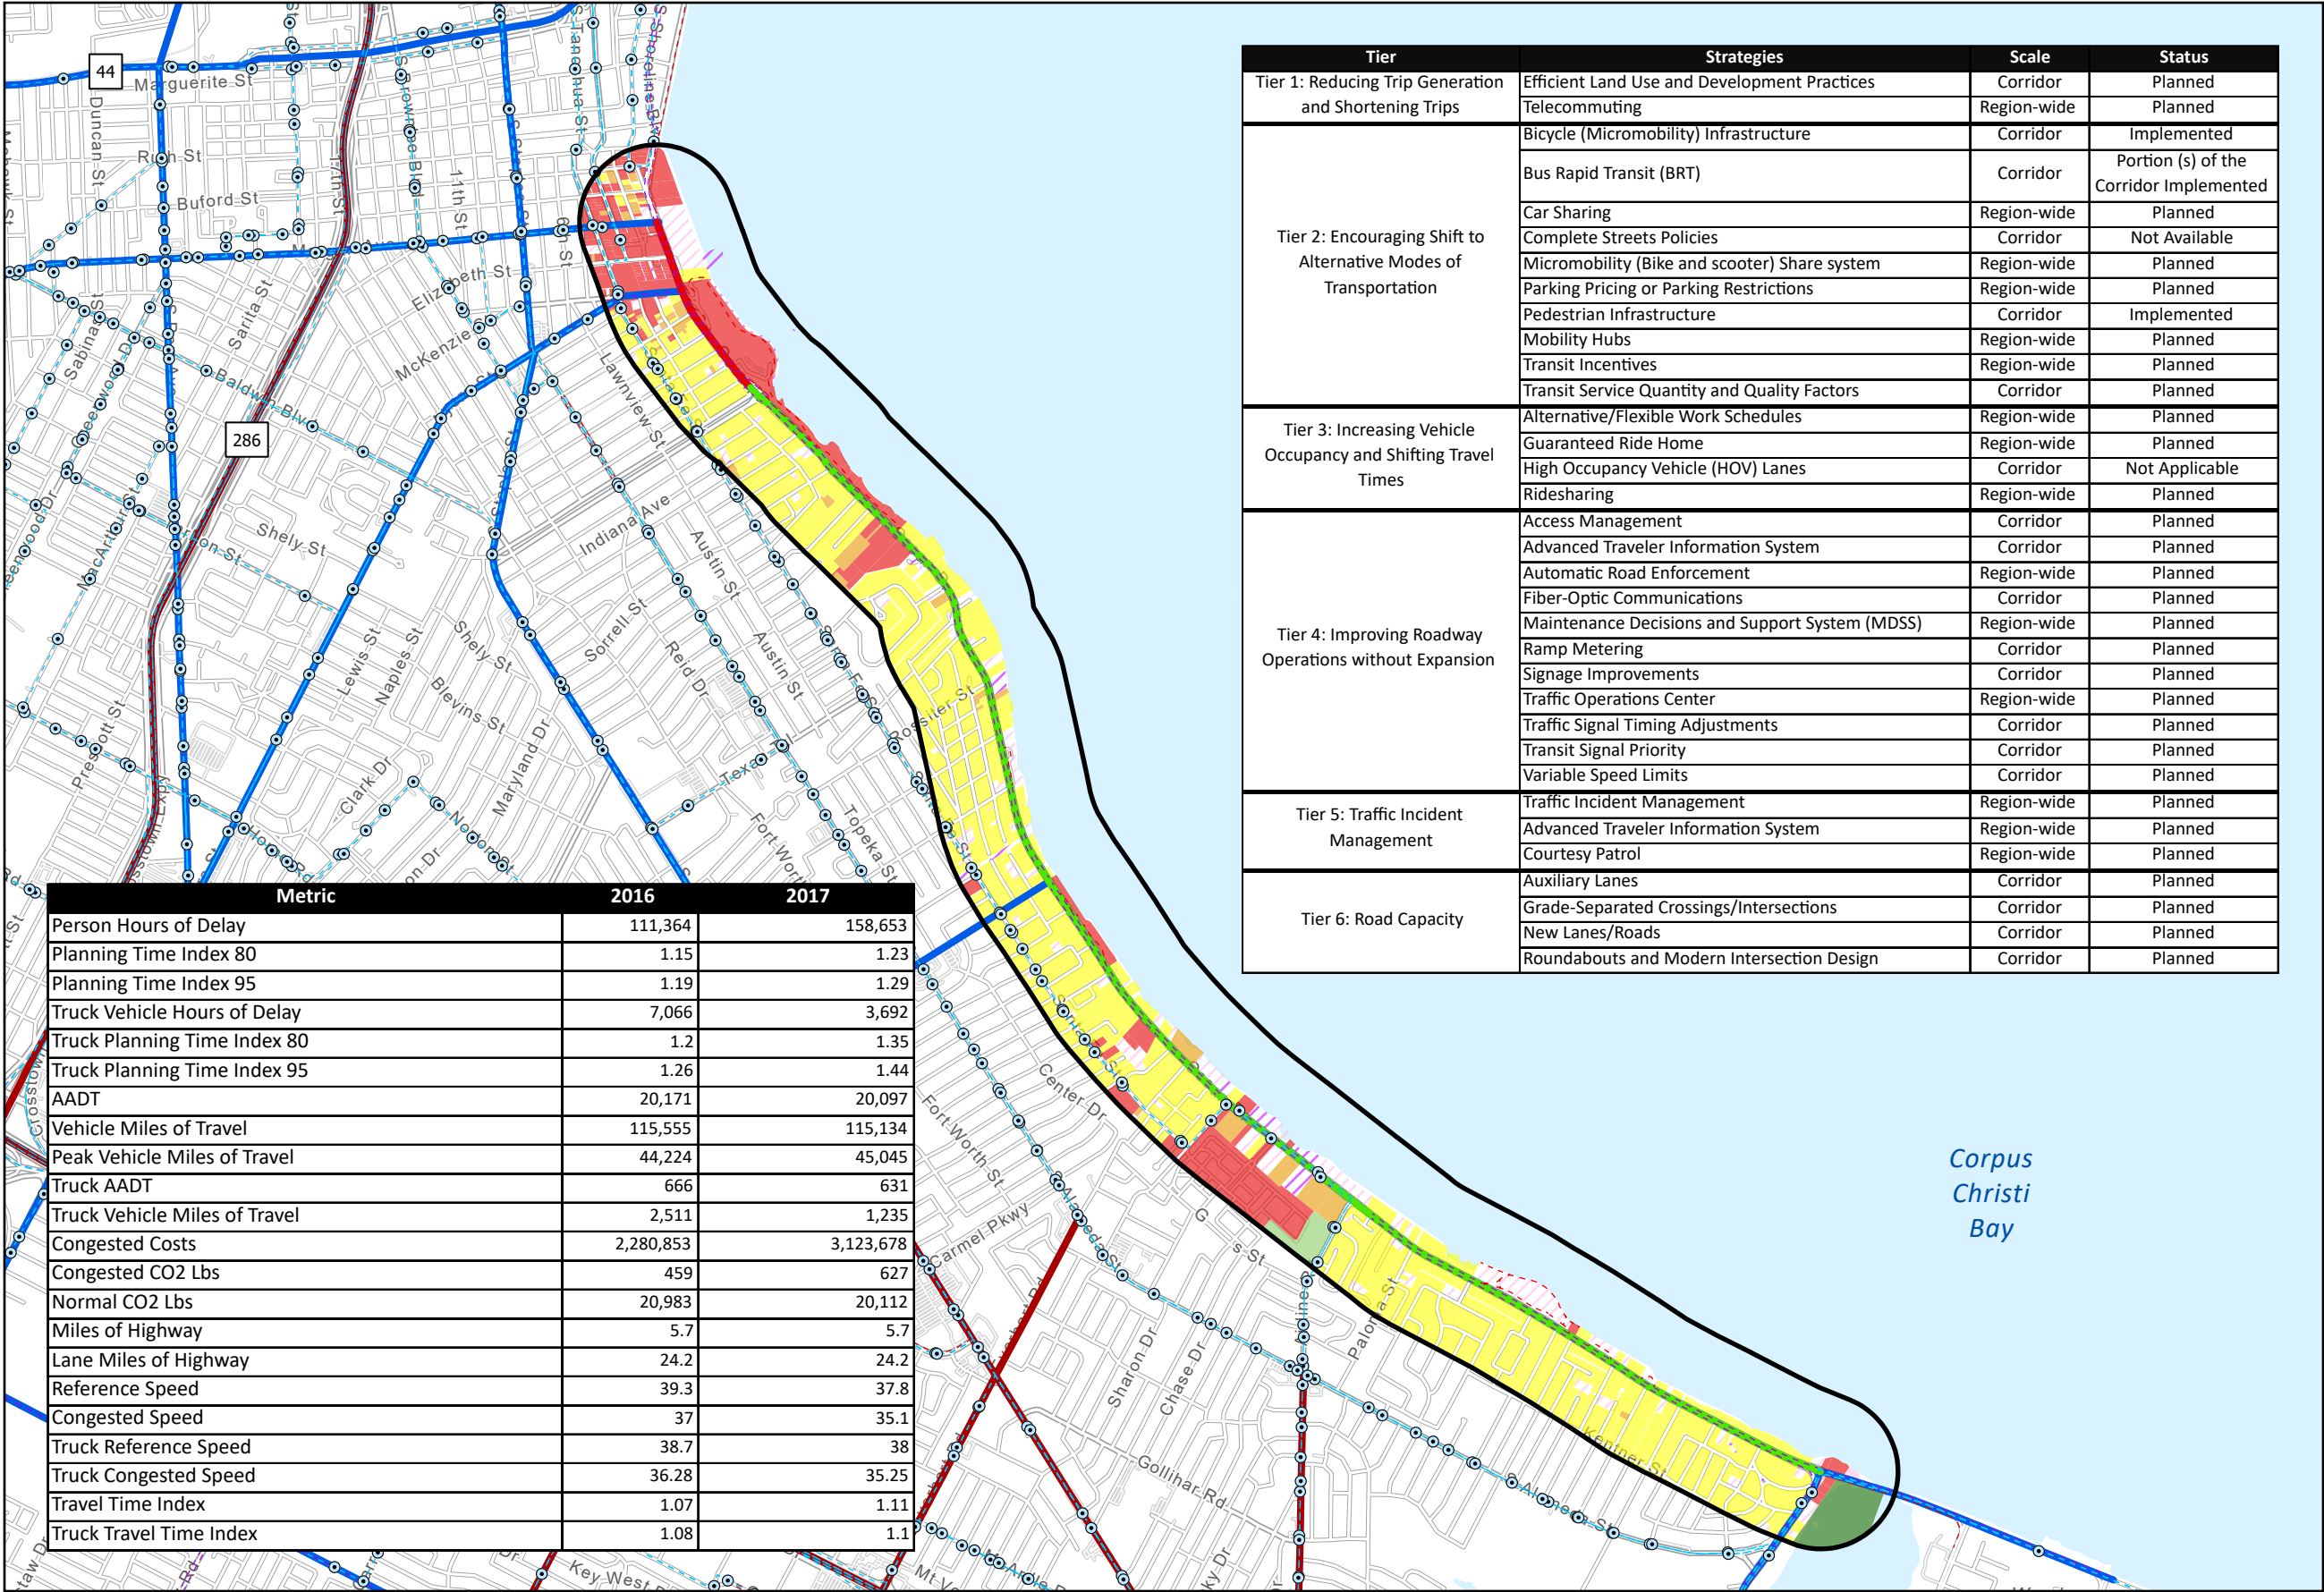 44
Marguerite St
Duncan St
Ruth St
Buford St
17th St
11th St
6th St
Elizabeth St
McKenzie
Sarita St
Baldwin Blvd
286
Lawnview St
Shely St
Indiana Ave
Austin St
Sorrell St
Reid Dr
Austin St
Lewis St
Naples St
Shely St
Blevins St
Rossiter St
Prescott St
Clark Dr
Maryland Dr
Norton St
Topeka St
Fort Worth
Center Dr
Fort Worth St
Carmel Pkwy
Sharon Dr
Chase Dr
Paloma St
Gollihar Rd
Kentner St
Key West
Corpus
Christi
Bay
Tier Strategies Scale Status
Tier 1: Reducing Trip Generation and Shortening Trips
Efficient Land Use and Development Practices Corridor Planned
Telecommuting Region-wide Planned
Tier 2: Encouraging Shift to Alternative Modes of Transportation
Bicycle (Micromobility) Infrastructure Corridor Implemented
Bus Rapid Transit (BRT) Corridor Portion (s) of the Corridor Implemented
Car Sharing Region-wide Planned
Complete Streets Policies Corridor Not Available
Micromobility (Bike and scooter) Share system Region-wide Planned
Parking Pricing or Parking Restrictions Region-wide Planned
Pedestrian Infrastructure Corridor Implemented
Mobility Hubs Region-wide Planned
Transit Incentives Region-wide Planned
Transit Service Quantity and Quality Factors Corridor Planned
Tier 3: Increasing Vehicle Occupancy and Shifting Travel Times
Alternative/Flexible Work Schedules Region-wide Planned
Guaranteed Ride Home Region-wide Planned
High Occupancy Vehicle (HOV) Lanes Corridor Not Applicable
Ridesharing Region-wide Planned
Tier 4: Improving Roadway Operations without Expansion
Access Management Corridor Planned
Advanced Traveler Information System Corridor Planned
Automatic Road Enforcement Region-wide Planned
Fiber-Optic Communications Corridor Planned
Maintenance Decisions and Support System (MDSS) Region-wide Planned
Ramp Metering Corridor Planned
Signage Improvements Corridor Planned
Traffic Operations Center Region-wide Planned
Traffic Signal Timing Adjustments Corridor Planned
Transit Signal Priority Corridor Planned
Variable Speed Limits Corridor Planned
Tier 5: Traffic Incident Management
Traffic Incident Management Region-wide Planned
Advanced Traveler Information System Region-wide Planned
Courtesy Patrol Region-wide Planned
Tier 6: Road Capacity
Auxiliary Lanes Corridor Planned
Grade-Separated Crossings/Intersections Corridor Planned
New Lanes/Roads Corridor Planned
Roundabouts and Modern Intersection Design Corridor Planned
Metric 2016 2017
Person Hours of Delay 111,364 158,653
Planning Time Index 80 1.15 1.23
Planning Time Index 95 1.19 1.29
Truck Vehicle Hours of Delay 7,066 3,692
Truck Planning Time Index 80 1.2 1.35
Truck Planning Time Index 95 1.26 1.44
AADT 20,171 20,097
Vehicle Miles of Travel 115,555 115,134
Peak Vehicle Miles of Travel 44,224 45,045
Truck AADT 666 631
Truck Vehicle Miles of Travel 2,511 1,235
Congested Costs 2,280,853 3,123,678
Congested CO2 Lbs 459 627
Normal CO2 Lbs 20,983 20,112
Miles of Highway 5.7 5.7
Lane Miles of Highway 24.2 24.2
Reference Speed 39.3 37.8
Congested Speed 37 35.1
Truck Reference Speed 38.7 38
Truck Congested Speed 36.28 35.25
Travel Time Index 1.07 1.11
Truck Travel Time Index 1.08 1.1